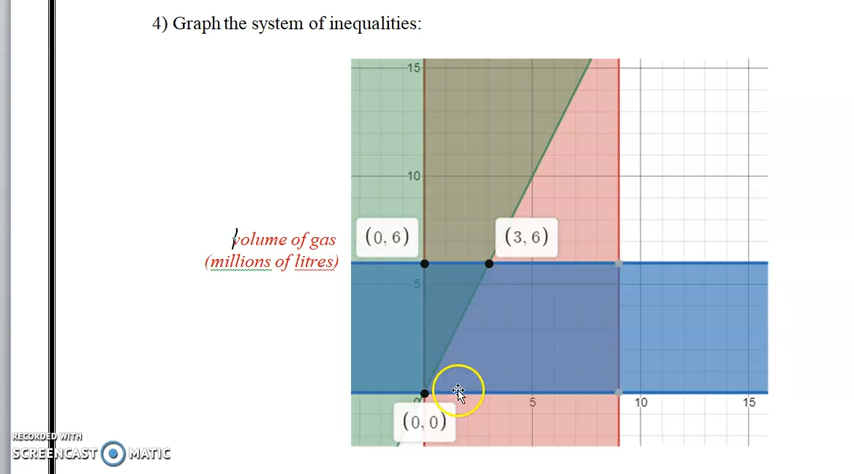 4) Graph the system of inequalities:
15
10
volume of gas
(millions of litres)
(0, 6)
(3, 6)
5
0
5
10
15
(0, 0)
RECORDED WITH
SCREENCAST MATIC